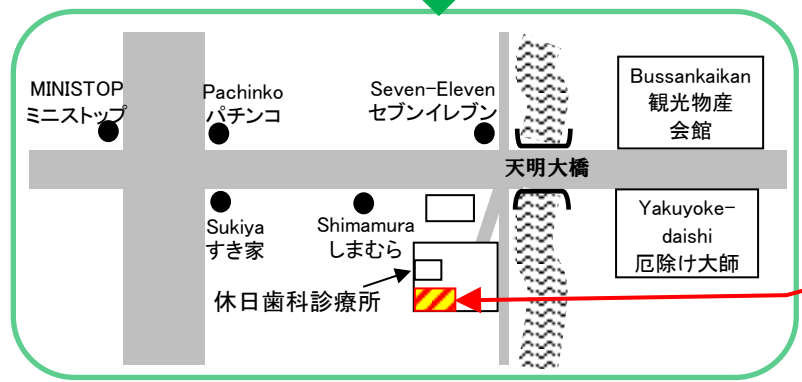 MINISTOP
ミニストップ
Pachinko
パチンコ
Seven-Eleven
セブンイレブン
Bussankaikan
観光物産
会館
天明大橋
Sukiya
すき家
Shimamura
しまむら
Yakuyoke-
daishi
厄除け大師
休日歯科診療所